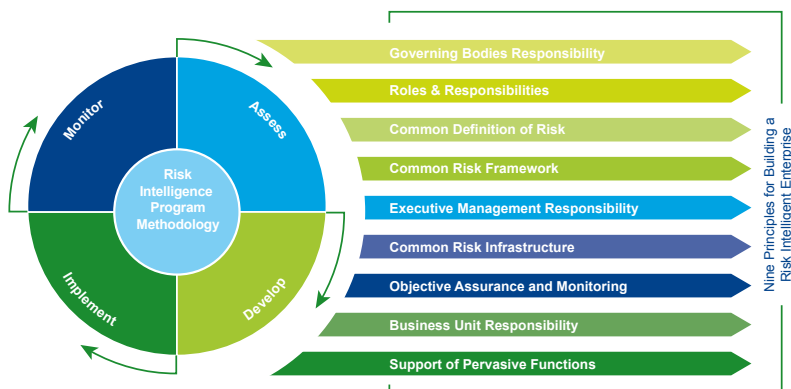 Monitor
Assess
Risk
Intelligence
Program
Methodology
Implement
Develop
Governing Bodies Responsibility
Roles & Responsibilities
Common Definition of Risk
Common Risk Framework
Executive Management Responsibility
Common Risk Infrastructure
Objective Assurance and Monitoring
Business Unit Responsibility
Support of Pervasive Functions
Nine Principles for Building a
Risk Intelligent Enterprise